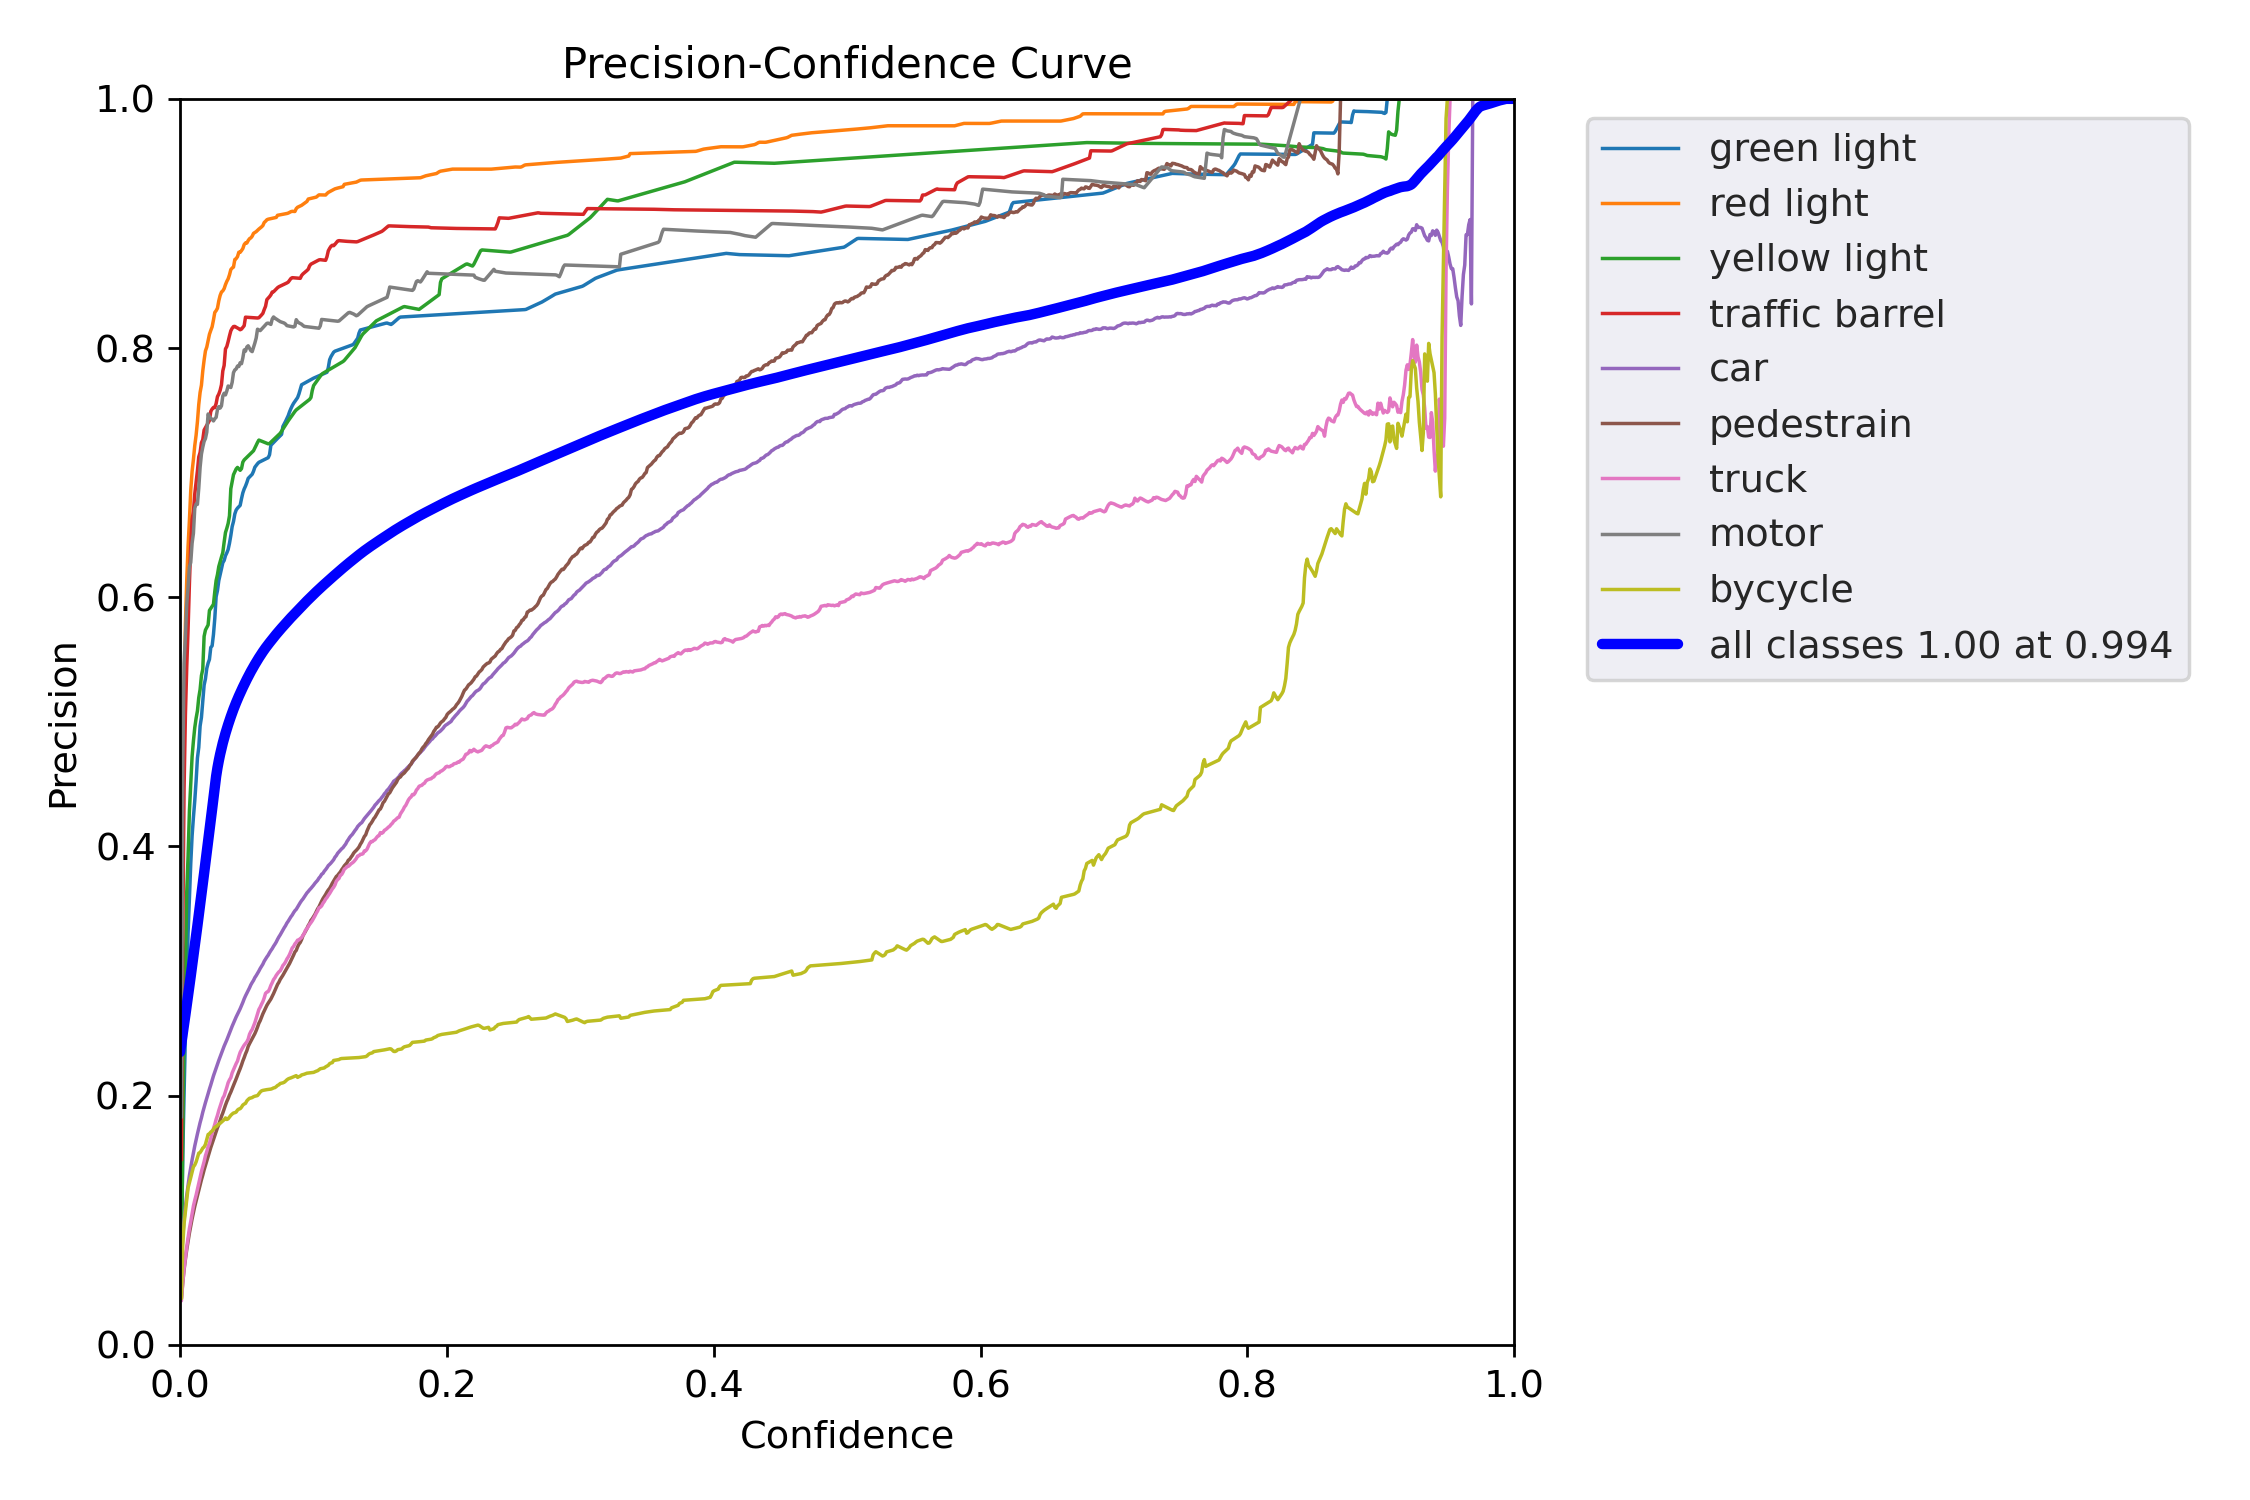 Precision-Confidence Curve
1.0
0.8
0.6
0.4
0.2
0.0
Precision
0.0 0.2 0.4 0.6 0.8 1.0
Confidence
green light
red light
yellow light
traffic barrel
car
pedestrain
truck
motor
bycycle
all classes 1.00 at 0.994